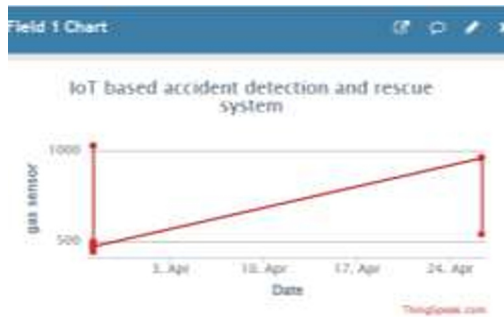 Field 1 Chart
IoT based accident detection and rescue
system
1000
gas sensor
500
3. Apr
10. Apr
17. Apr
24. Apr
Date
ThingSpeak.com